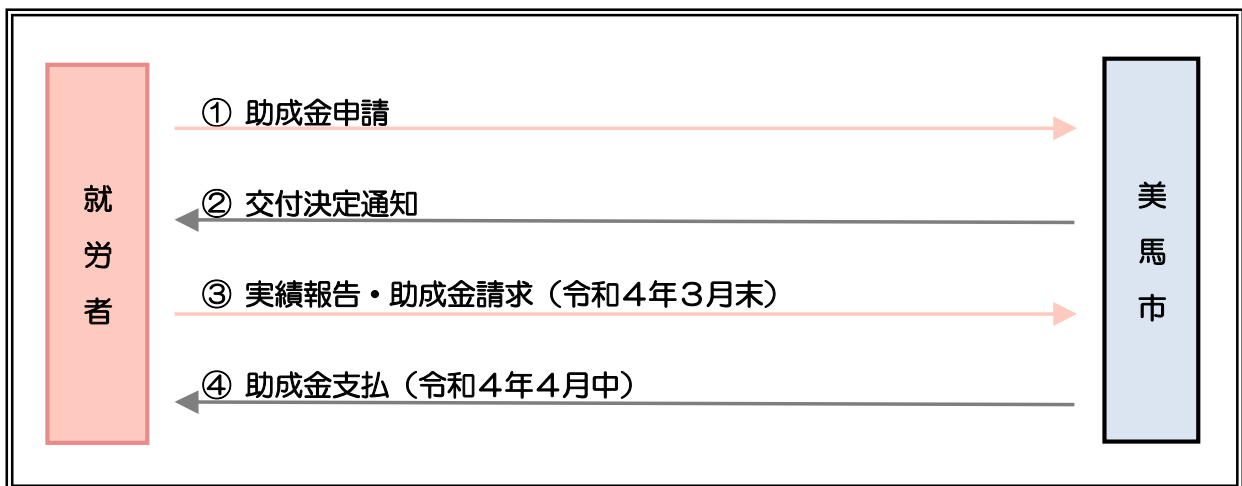 就労者
① 助成金申請
② 交付決定通知
③ 実績報告・助成金請求（令和４年３月末）
④ 助成金支払（令和４年４月中）
美馬市